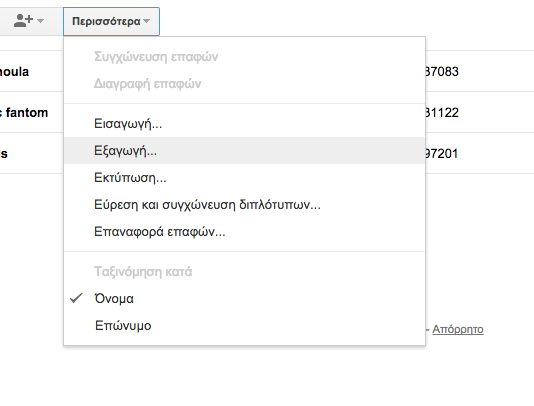 Περισσότερα
Συγχώνευση επαφών
Διαγραφή επαφών
noula
37083
c fantom
31122
is
97201
Εισαγωγή...
Εξαγωγή...
Εκτύπωση...
Εύρεση και συγχώνευση διπλότυπων...
Επαναφορά επαφών...
Ταξινόμηση κατά
Όνομα
Επώνυμο
- Απόρρητο